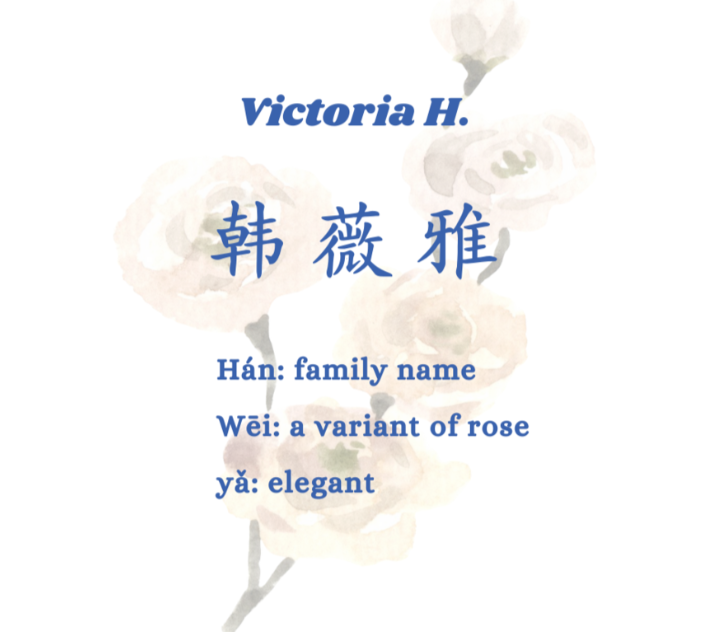 Victoria H.
韩 薇 雅
Hán: family name
Wēi: a variant of rose
yǎ: elegant